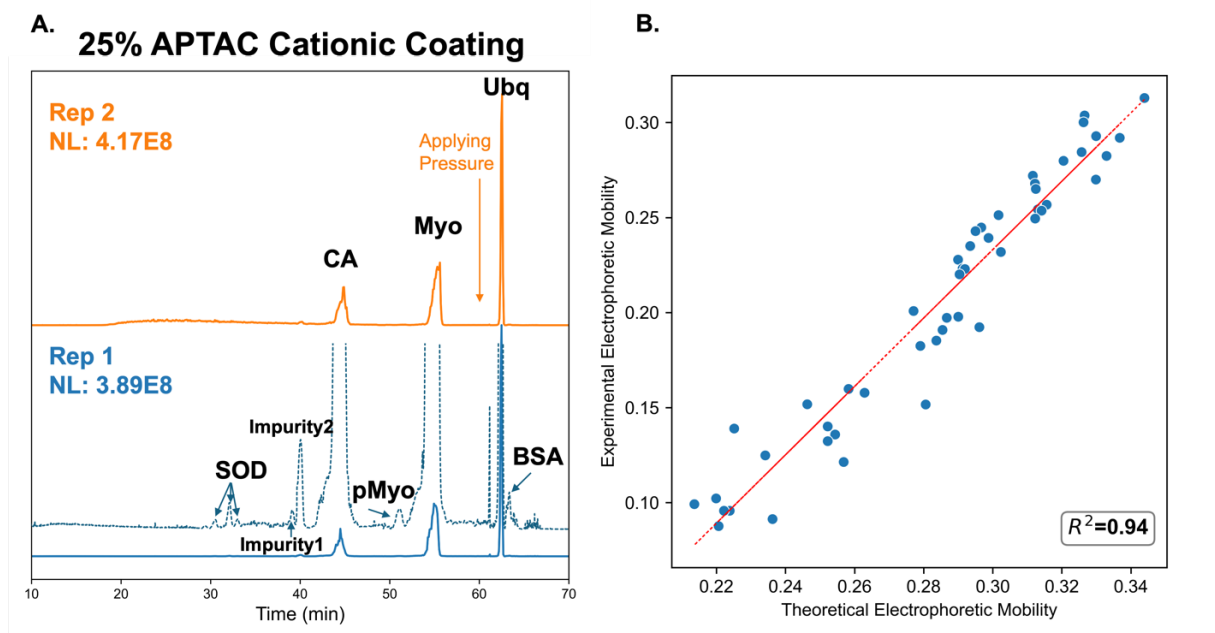 A.
25% APTAC Cationic Coating
Rep 2
NL: 4.17E8
Applying
Pressure
Ubq
Myo
CA
Rep 1
NL: 3.89E8
Impurity2
SOD
pMyo
BSA
Impurity1
10 20 30 40 50 60 70
Time (min)
B.
Experimental Electrophoretic Mobility
0.30
0.25
0.20
0.15
0.10
R²=0.94
0.22 0.24 0.26 0.28 0.30 0.32 0.34
Theoretical Electrophoretic Mobility